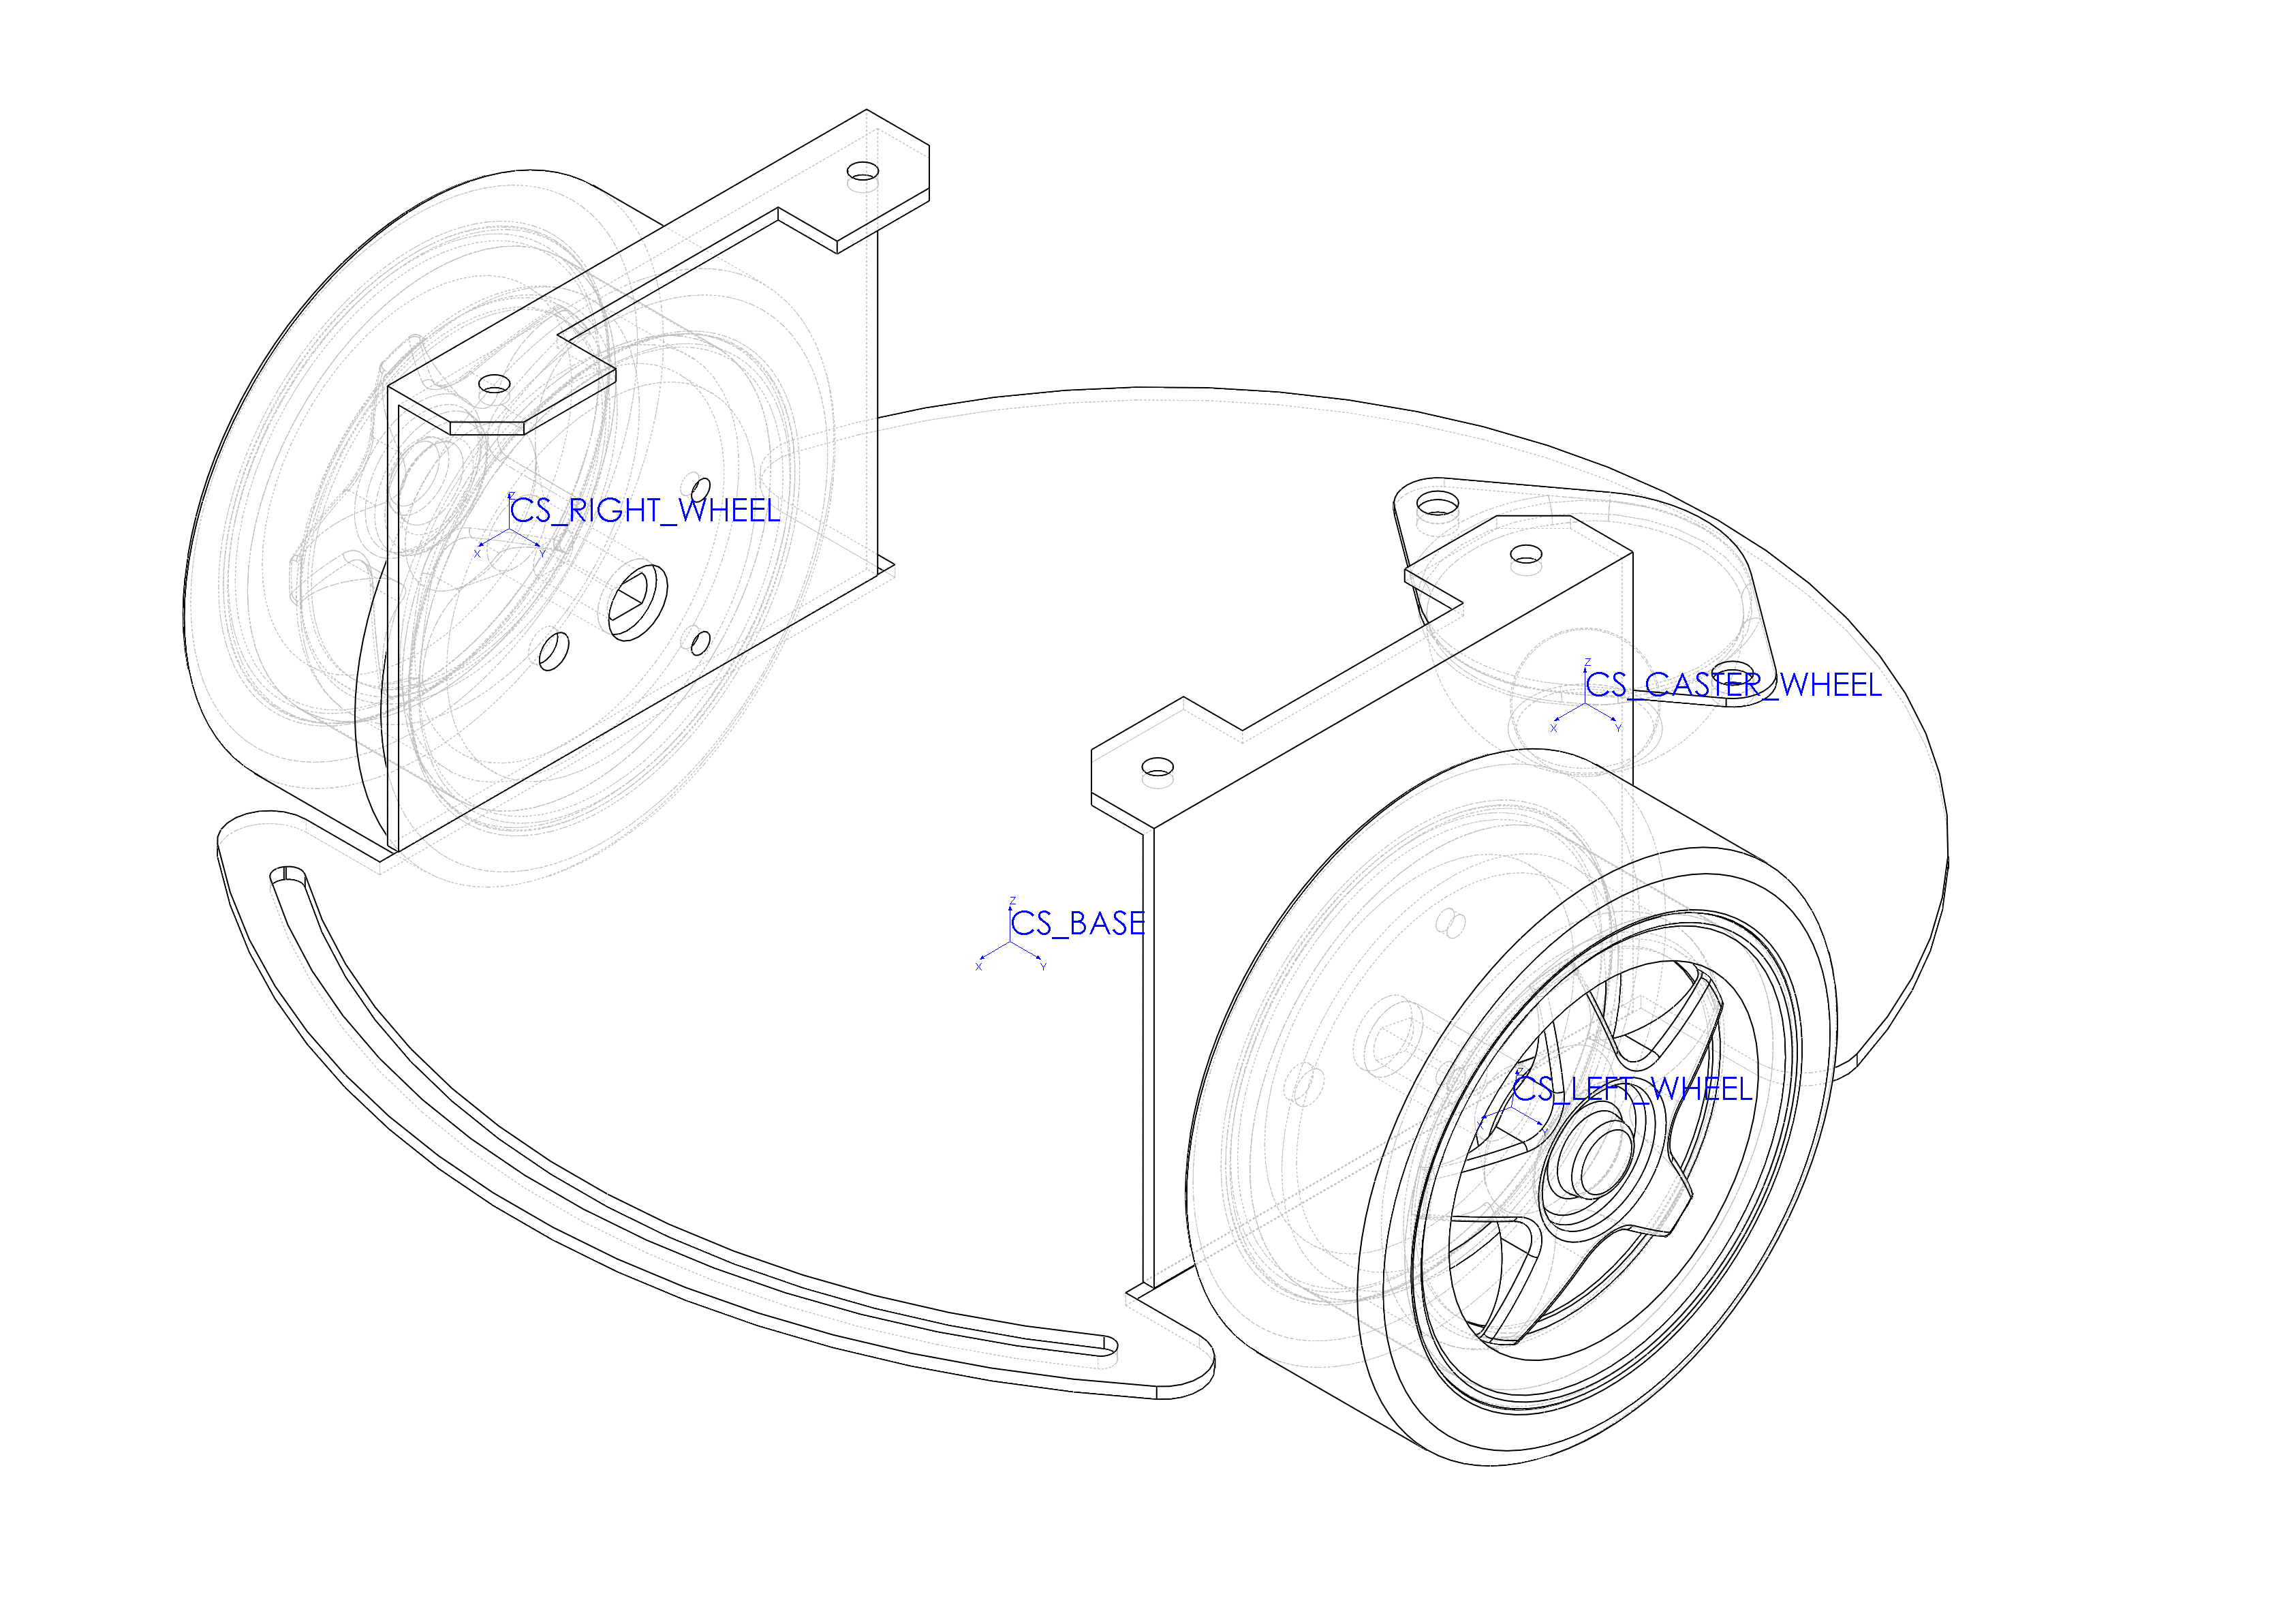 Z
CS_RIGHT_WHEEL
X Y
Z
CS_CASTER_WHEEL
X Y
Z
CS_BASE
X Y
Z
CS_LEFT_WHEEL
X Y